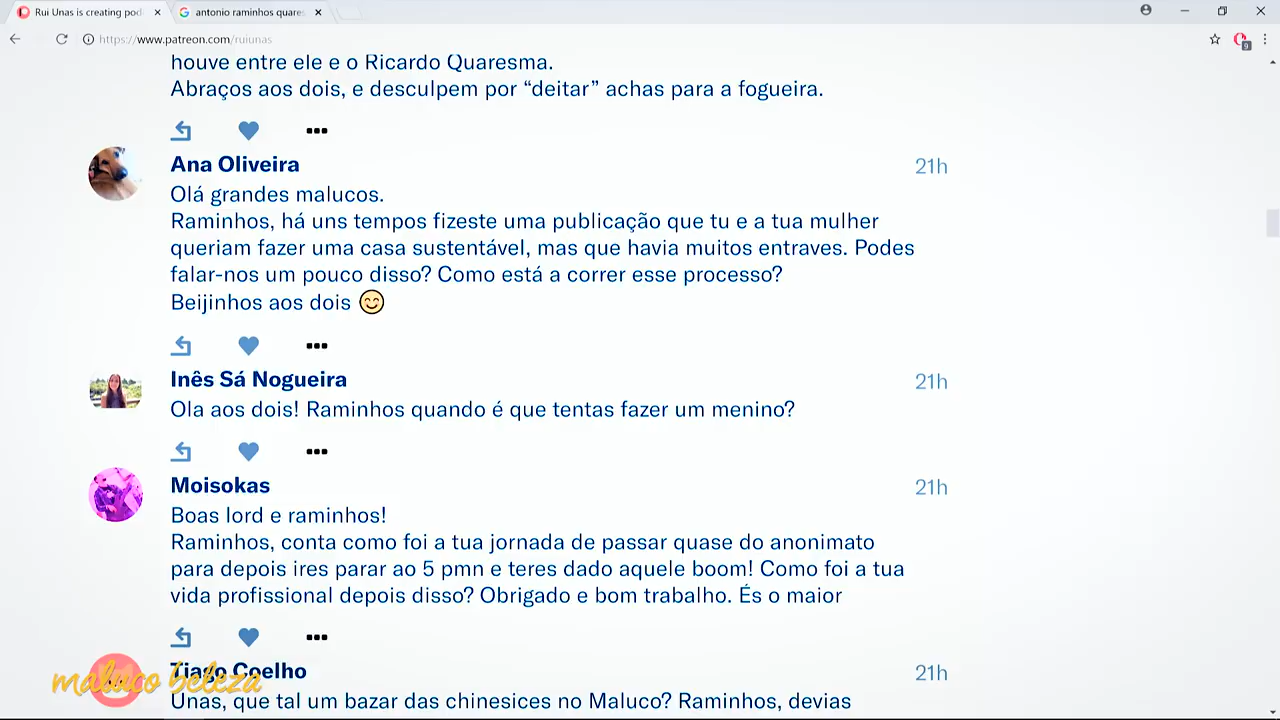 Rui Unas is creating pod
antonio raminhos quares
https://www.patreon.com/ruiunas
9
houve entre ele e o Ricardo Quaresma.
Abraços aos dois, e desculpem por “deitar” achas para a fogueira.
Ana Oliveira 21h
Olá grandes malucos.
Raminhos, há uns tempos fizeste uma publicação que tu e a tua mulher
queriam fazer uma casa sustentável, mas que havia muitos entraves. Podes
falar-nos um pouco disso? Como está a correr esse processo?
Beijinhos aos dois 😊
Inês Sá Nogueira 21h
Ola aos dois! Raminhos quando é que tentas fazer um menino?
Moisokas 21h
Boas lord e raminhos!
Raminhos, conta como foi a tua jornada de passar quase do anonimato
para depois ires parar ao 5 pmn e teres dado aquele boom! Como foi a tua
vida profissional depois disso? Obrigado e bom trabalho. És o maior
Tiago Coelho 21h
maluco beleza
Unas, que tal um bazar das chinesices no Maluco? Raminhos, devias